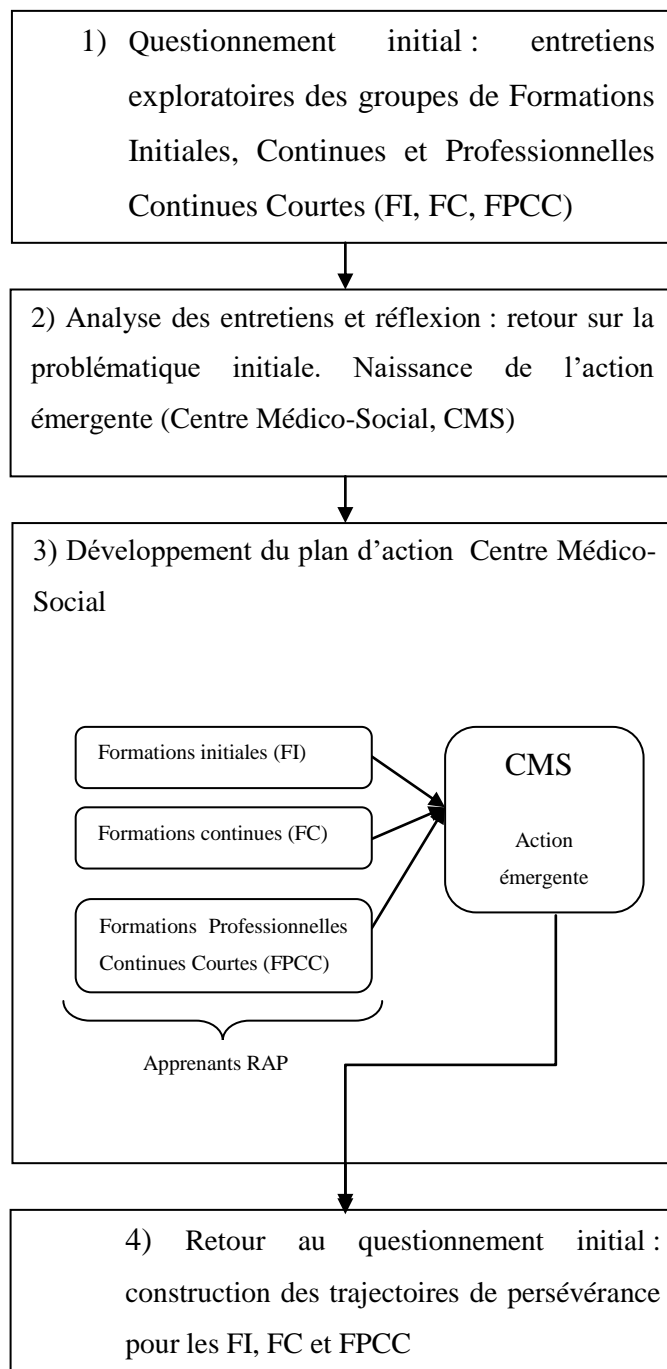 1) Questionnement initial : entretiens
exploratoires des groupes de Formations
Initiales, Continues et Professionnelles
Continues Courtes (FI, FC, FPCC)
2) Analyse des entretiens et réflexion : retour sur la
problématique initiale. Naissance de l’action
émergente (Centre Médico-Social, CMS)
3) Développement du plan d’action Centre Médico-
Social
Formations initiales (FI)
Formations continues (FC)
Formations Professionnelles
Continues Courtes (FPCC)
Apprenants RAP
CMS
Action
émergente
4) Retour au questionnement initial :
construction des trajectoires de persévérance
pour les FI, FC et FPCC